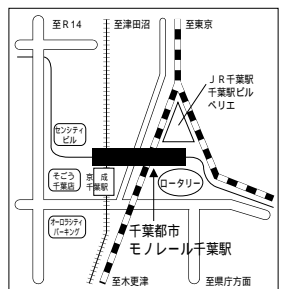 至R14
至津田沼
至東京
JR千葉駅
千葉駅ビル
ペリエ
センシティ
ビル
そごう
千葉店
京成
千葉駅
ロータリー
オーロラシティ
パーキング
千葉都市
モノレール千葉駅
至木更津
至県庁方面